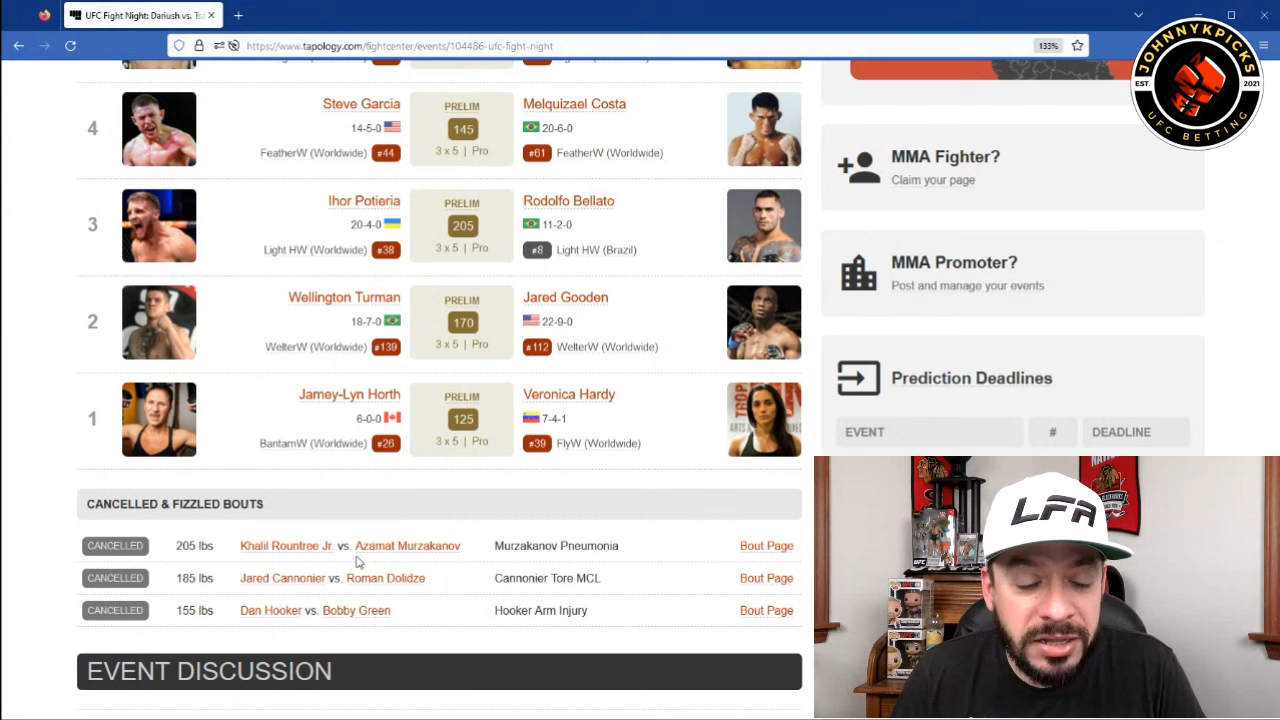 UFC Fight Night: Dariush vs. Tsa
https://www.tapology.com/fightcenter/events/104486-ufc-fight-night
133%
JOHNNYKPICKS
EST. 2021
UFC BETTING
4
Steve Garcia
14-5-0
FeatherW (Worldwide) #44
PRELIM
145
3 x 5 | Pro
Melquizael Costa
20-6-0
#61 FeatherW (Worldwide)
3
Ihor Potieria
20-4-0
Light HW (Worldwide) #38
PRELIM
205
3 x 5 | Pro
Rodolfo Bellato
11-2-0
#8 Light HW (Brazil)
2
Wellington Turman
18-7-0
WelterW (Worldwide) #139
PRELIM
170
3 x 5 | Pro
Jared Gooden
22-9-0
#112 WelterW (Worldwide)
1
Jamey-Lyn Horth
6-0-0
BantamW (Worldwide) #26
PRELIM
125
3 x 5 | Pro
Veronica Hardy
7-4-1
#39 FlyW (Worldwide)
CANCELLED & FIZZLED BOUTS
CANCELLED 205 lbs Khalil Rountree Jr. vs. Azamat Murzakanov Murzakanov Pneumonia Bout Page
CANCELLED 185 lbs Jared Cannonier vs. Roman Dolidze Cannonier Tore MCL Bout Page
CANCELLED 155 lbs Dan Hooker vs. Bobby Green Hooker Arm Injury Bout Page
EVENT DISCUSSION
MMA Fighter?
Claim your page
MMA Promoter?
Post and manage your events
Prediction Deadlines
EVENT # DEADLINE
LFA